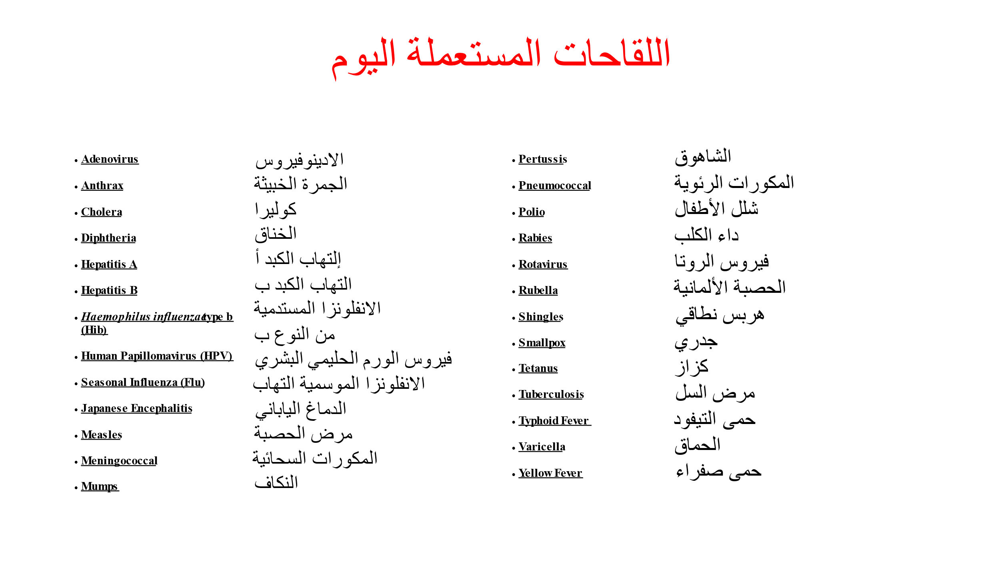 اللقاحات المستعملة اليوم
• Adenovirus
• Anthrax
• Cholera
• Diphtheria
• Hepatitis A
• Hepatitis B
• Haemophilus influenzae type b
(Hib)
• Human Papillomavirus (HPV)
• Seasonal Influenza (Flu)
• Japanese Encephalitis
• Measles
• Meningococcal
• Mumps
الادينوفيروس
الجمرة الخبيثة
كوليرا
الخناق
إلتهاب الكبد أ
التهاب الكبد ب
الانفلونزا المستدمية
من النوع ب
فيروس الورم الحليمي البشري
الانفلونزا الموسمية التهاب
الدماغ الياباني
مرض الحصبة
المكورات السحائية
النكاف
• Pertussis
• Pneumococcal
• Polio
• Rabies
• Rotavirus
• Rubella
• Shingles
• Smallpox
• Tetanus
• Tuberculosis
• Typhoid Fever
• Varicella
• Yellow Fever
الشاهوق
المكورات الرئوية
شلل الأطفال
داء الكلب
فيروس الروتا
الحصبة الألمانية
هربس نطاقي
جدري
كزاز
مرض السل
حمى التيفود
الحماق
حمى صفراء